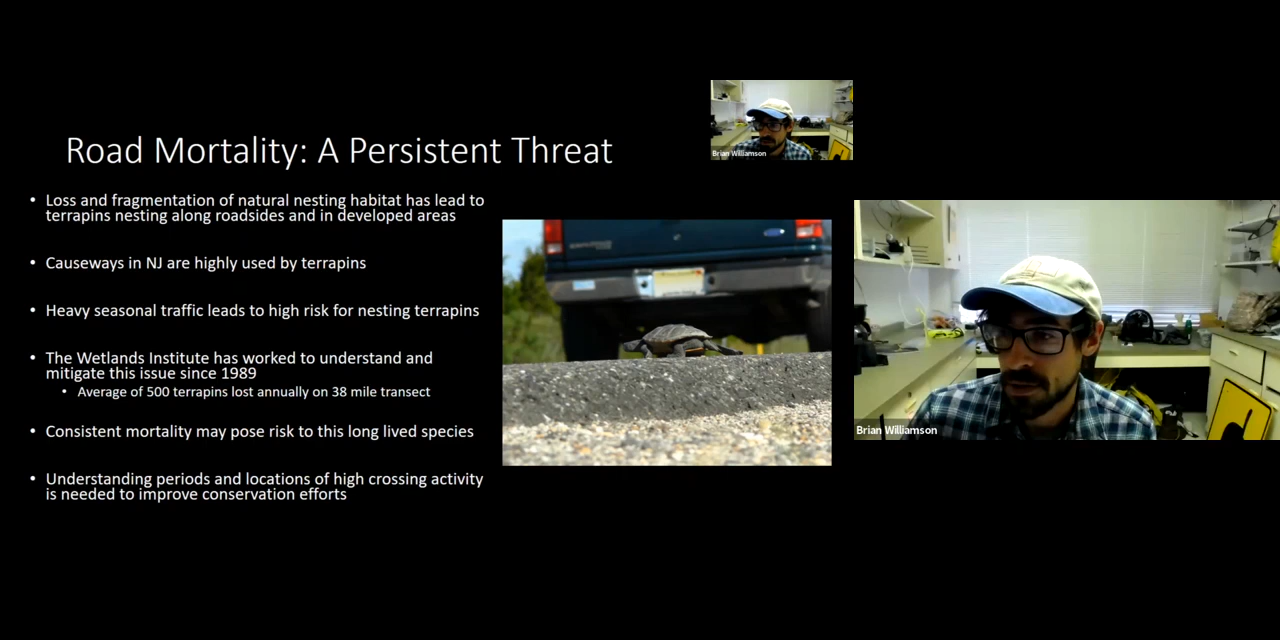 Road Mortality: A Persistent Threat
• Loss and fragmentation of natural nesting habitat has lead to
terrapins nesting along roadsides and in developed areas
• Causeways in NJ are highly used by terrapins
• Heavy seasonal traffic leads to high risk for nesting terrapins
• The Wetlands Institute has worked to understand and
mitigate this issue since 1989
• Average of 500 terrapins lost annually on 38 mile transect
• Consistent mortality may pose risk to this long lived species
• Understanding periods and locations of high crossing activity
is needed to improve conservation efforts
Brian Williamson
Brian Williamson